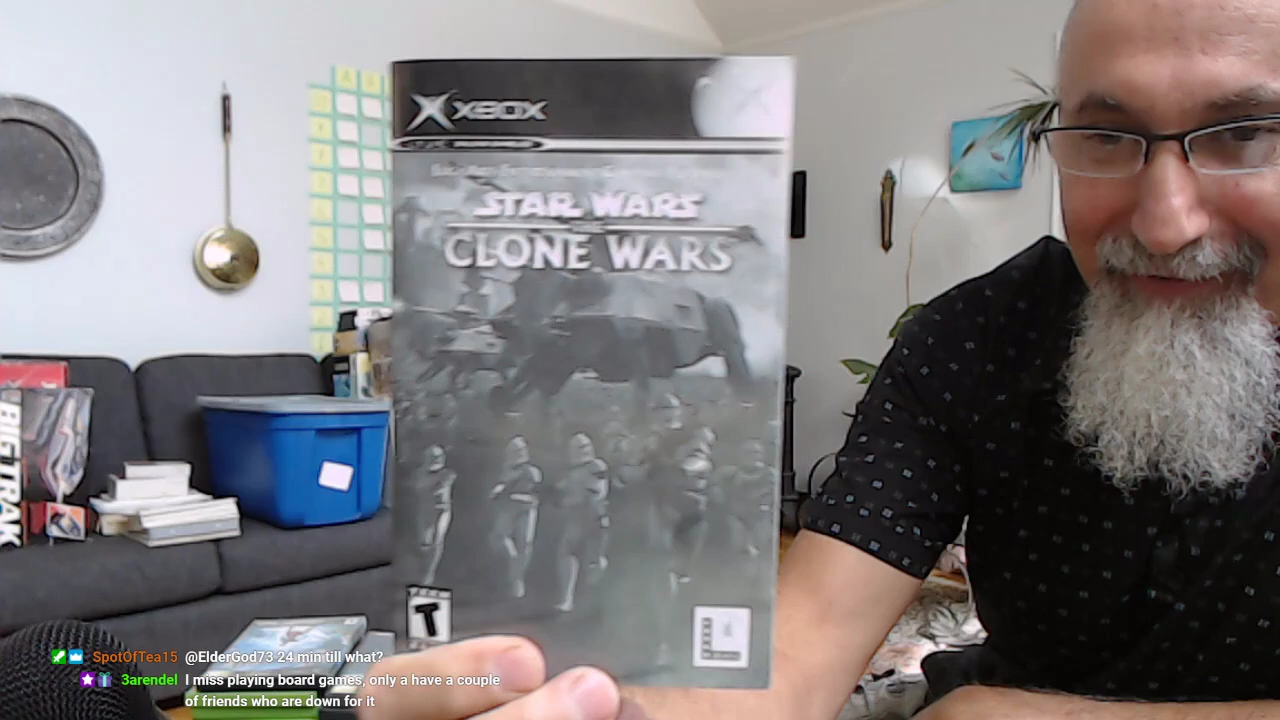 XBOX
STAR WARS
CLONE WARS
BIGTRAK
T
SpotOfTea15 @ElderGod73 24 min till what?
3arendel I miss playing board games, only a have a couple
of friends who are down for it